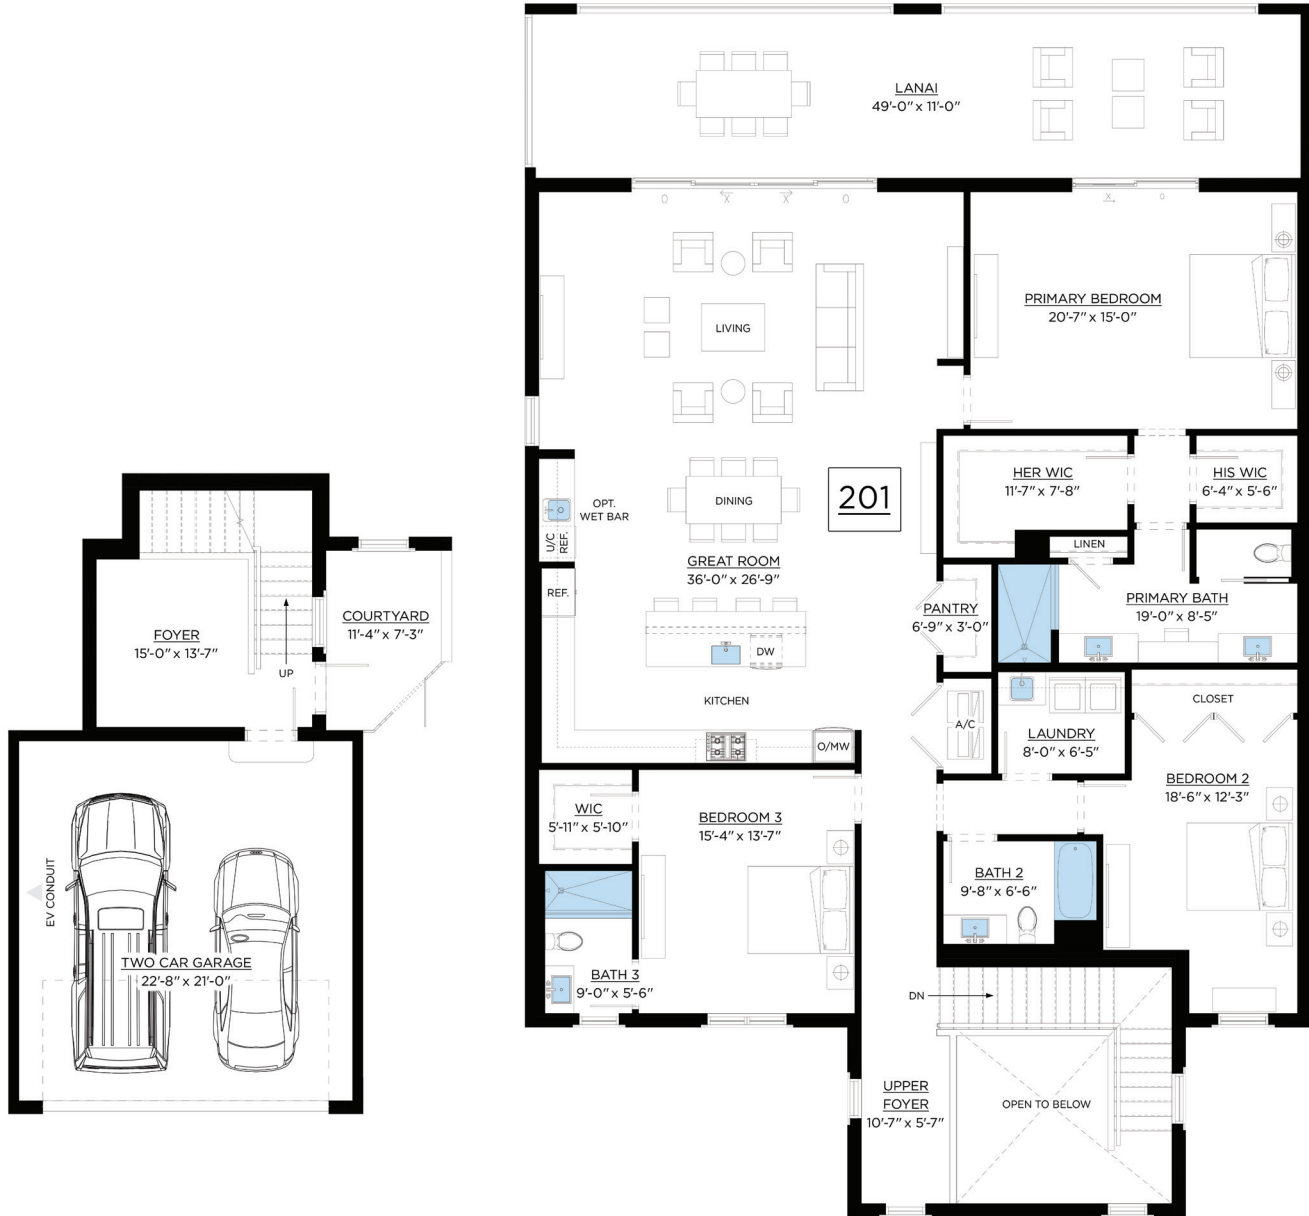 LANAI
49'-0" x 11'-0"
O
X
X
O
X
O
PRIMARY BEDROOM
20'-7" x 15'-0"
LIVING
HER WIC
11'-7" x 7'-8"
HIS WIC
6'-4" x 5'-6"
201
DINING
OPT.
WET BAR
U/C
REF.
LINEN
GREAT ROOM
36'-0" x 26'-9"
REF.
PANTRY
6'-9" x 3'-0"
PRIMARY BATH
19'-0" x 8'-5"
DW
KITCHEN
CLOSET
A/C
LAUNDRY
8'-0" x 6'-5"
O/MW
BEDROOM 2
18'-6" x 12'-3"
WIC
5'-11" x 5'-10"
BEDROOM 3
15'-4" x 13'-7"
BATH 2
9'-8" x 6'-6"
BATH 3
9'-0" x 5'-6"
DN
UPPER
FOYER
10'-7" x 5'-7"
OPEN TO BELOW
COURTYARD
11'-4" x 7'-3"
FOYER
15'-0" x 13'-7"
UP
EV CONDUIT
TWO CAR GARAGE
22'-8" x 21'-0"